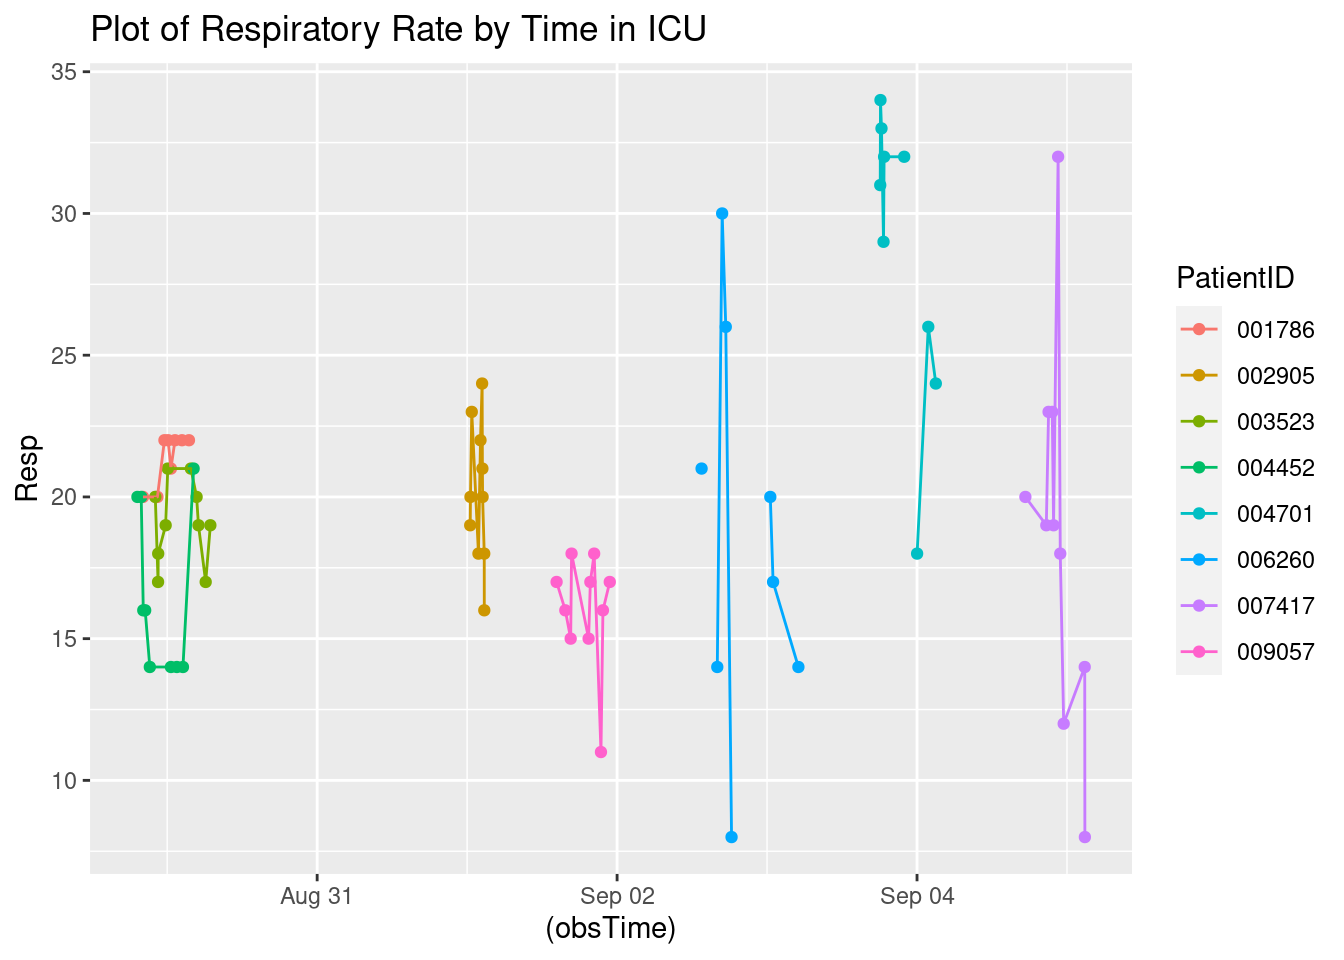 Plot of Respiratory Rate by Time in ICU
35
30
25
20
15
10
Resp
Aug 31
Sep 02
Sep 04
(obsTime)
PatientID
001786
002905
003523
004452
004701
006260
007417
009057